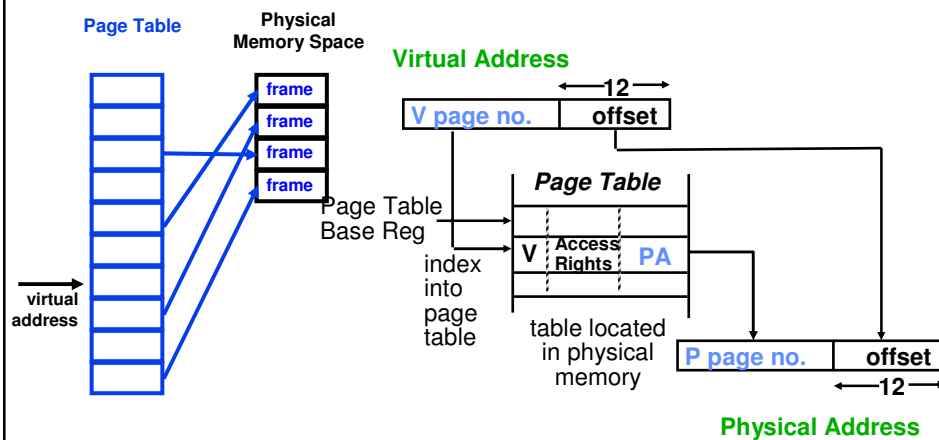 Page Table
Physical
Memory Space
frame
frame
frame
frame
virtual
address
Virtual Address
12
V page no.
offset
Page Table
Page Table
Base Reg
V
Access
Rights
PA
index
into
page
table
table located
in physical
memory
P page no.
offset
12
Physical Address